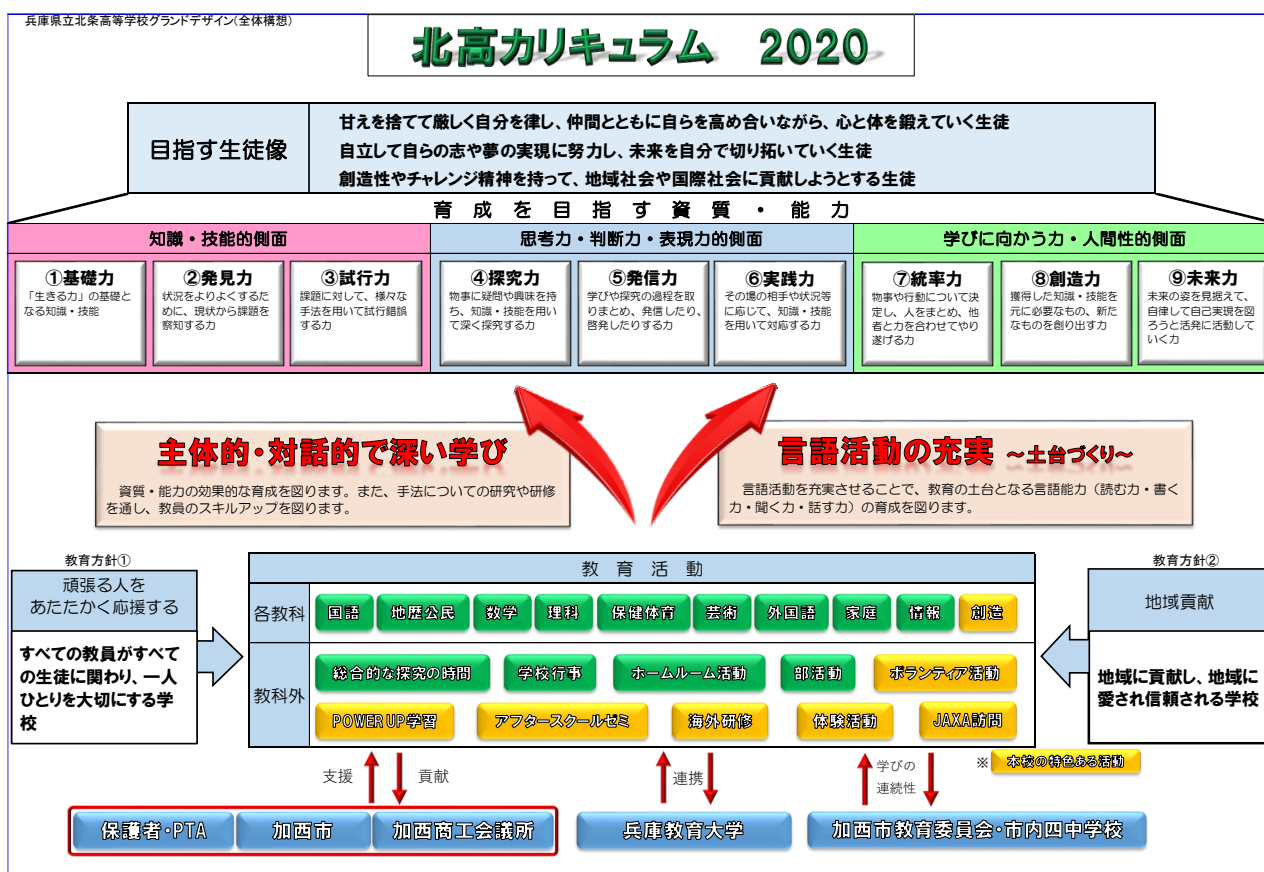 兵庫県立北条高等学校グランドデザイン(全体構想)
北高カリキュラム　2020
目指す生徒像
甘えを捨てて厳しく自分を律し、仲間とともに自らを高め合いながら、心と体を鍛えていく生徒
自立して自らの志や夢の実現に努力し、未来を自分で切り拓いていく生徒
創造性やチャレンジ精神を持って、地域社会や国際社会に貢献しようとする生徒
育成を目指す資質・能力
知識・技能的側面
①基礎力
「生きる力」の基礎と
なる知識・技能
②発見力
状況をよりよくするた
めに、現状から課題を
察知する力
③試行力
課題に対して、様々な
手法を用いて試行錯誤
する力
思考力・判断力・表現力的側面
④探究力
物事に疑問や興味を持
ち、知識・技能を用い
て深く探究する力
⑤発信力
学びや探究の過程を取
りまとめ、発信したり、
啓発したりする力
⑥実践力
その場の相手や状況等
に応じて、知識・技能
を用いて対応する力
学びに向かう力・人間性的側面
⑦統率力
物事や行動について決
定し、人をまとめ、他
者と力を合わせてやり
遂げる力
⑧創造力
獲得した知識・技能を
元に必要なもの、新た
なものを創り出す力
⑨未来力
未来の姿を見据えて、
自律して自己実現を図
ろうと活発に活動して
いく力
主体的・対話的で深い学び
資質・能力の効果的な育成を図ります。また、手法についての研究や研修
を通し、教員のスキルアップを図ります。
言語活動の充実 ～土台づくり～
言語活動を充実させることで、教育の土台となる言語能力（読む力・書く
力・聞く力・話す力）の育成を図ります。
教育方針①
頑張る人を
あたたかく応援する
すべての教員がすべて
の生徒に関わり、一人
ひとりを大切にする学
校
教育活動
各教科
国語 地歴公民 数学 理科 保健体育 芸術 外国語 家庭 情報 創造
教科外
総合的な探究の時間 学校行事 ホームルーム活動 部活動 ボランティア活動
POWER UP学習 アフタースクールゼミ 海外研修 体験活動 JAXA訪問
教育方針②
地域貢献
地域に貢献し、地域に
愛され信頼される学校
支援 貢献
連携
学びの
連続性
※ 本校の特色ある活動
保護者・PTA 加西市 加西商工会議所
兵庫教育大学
加西市教育委員会・市内四中学校